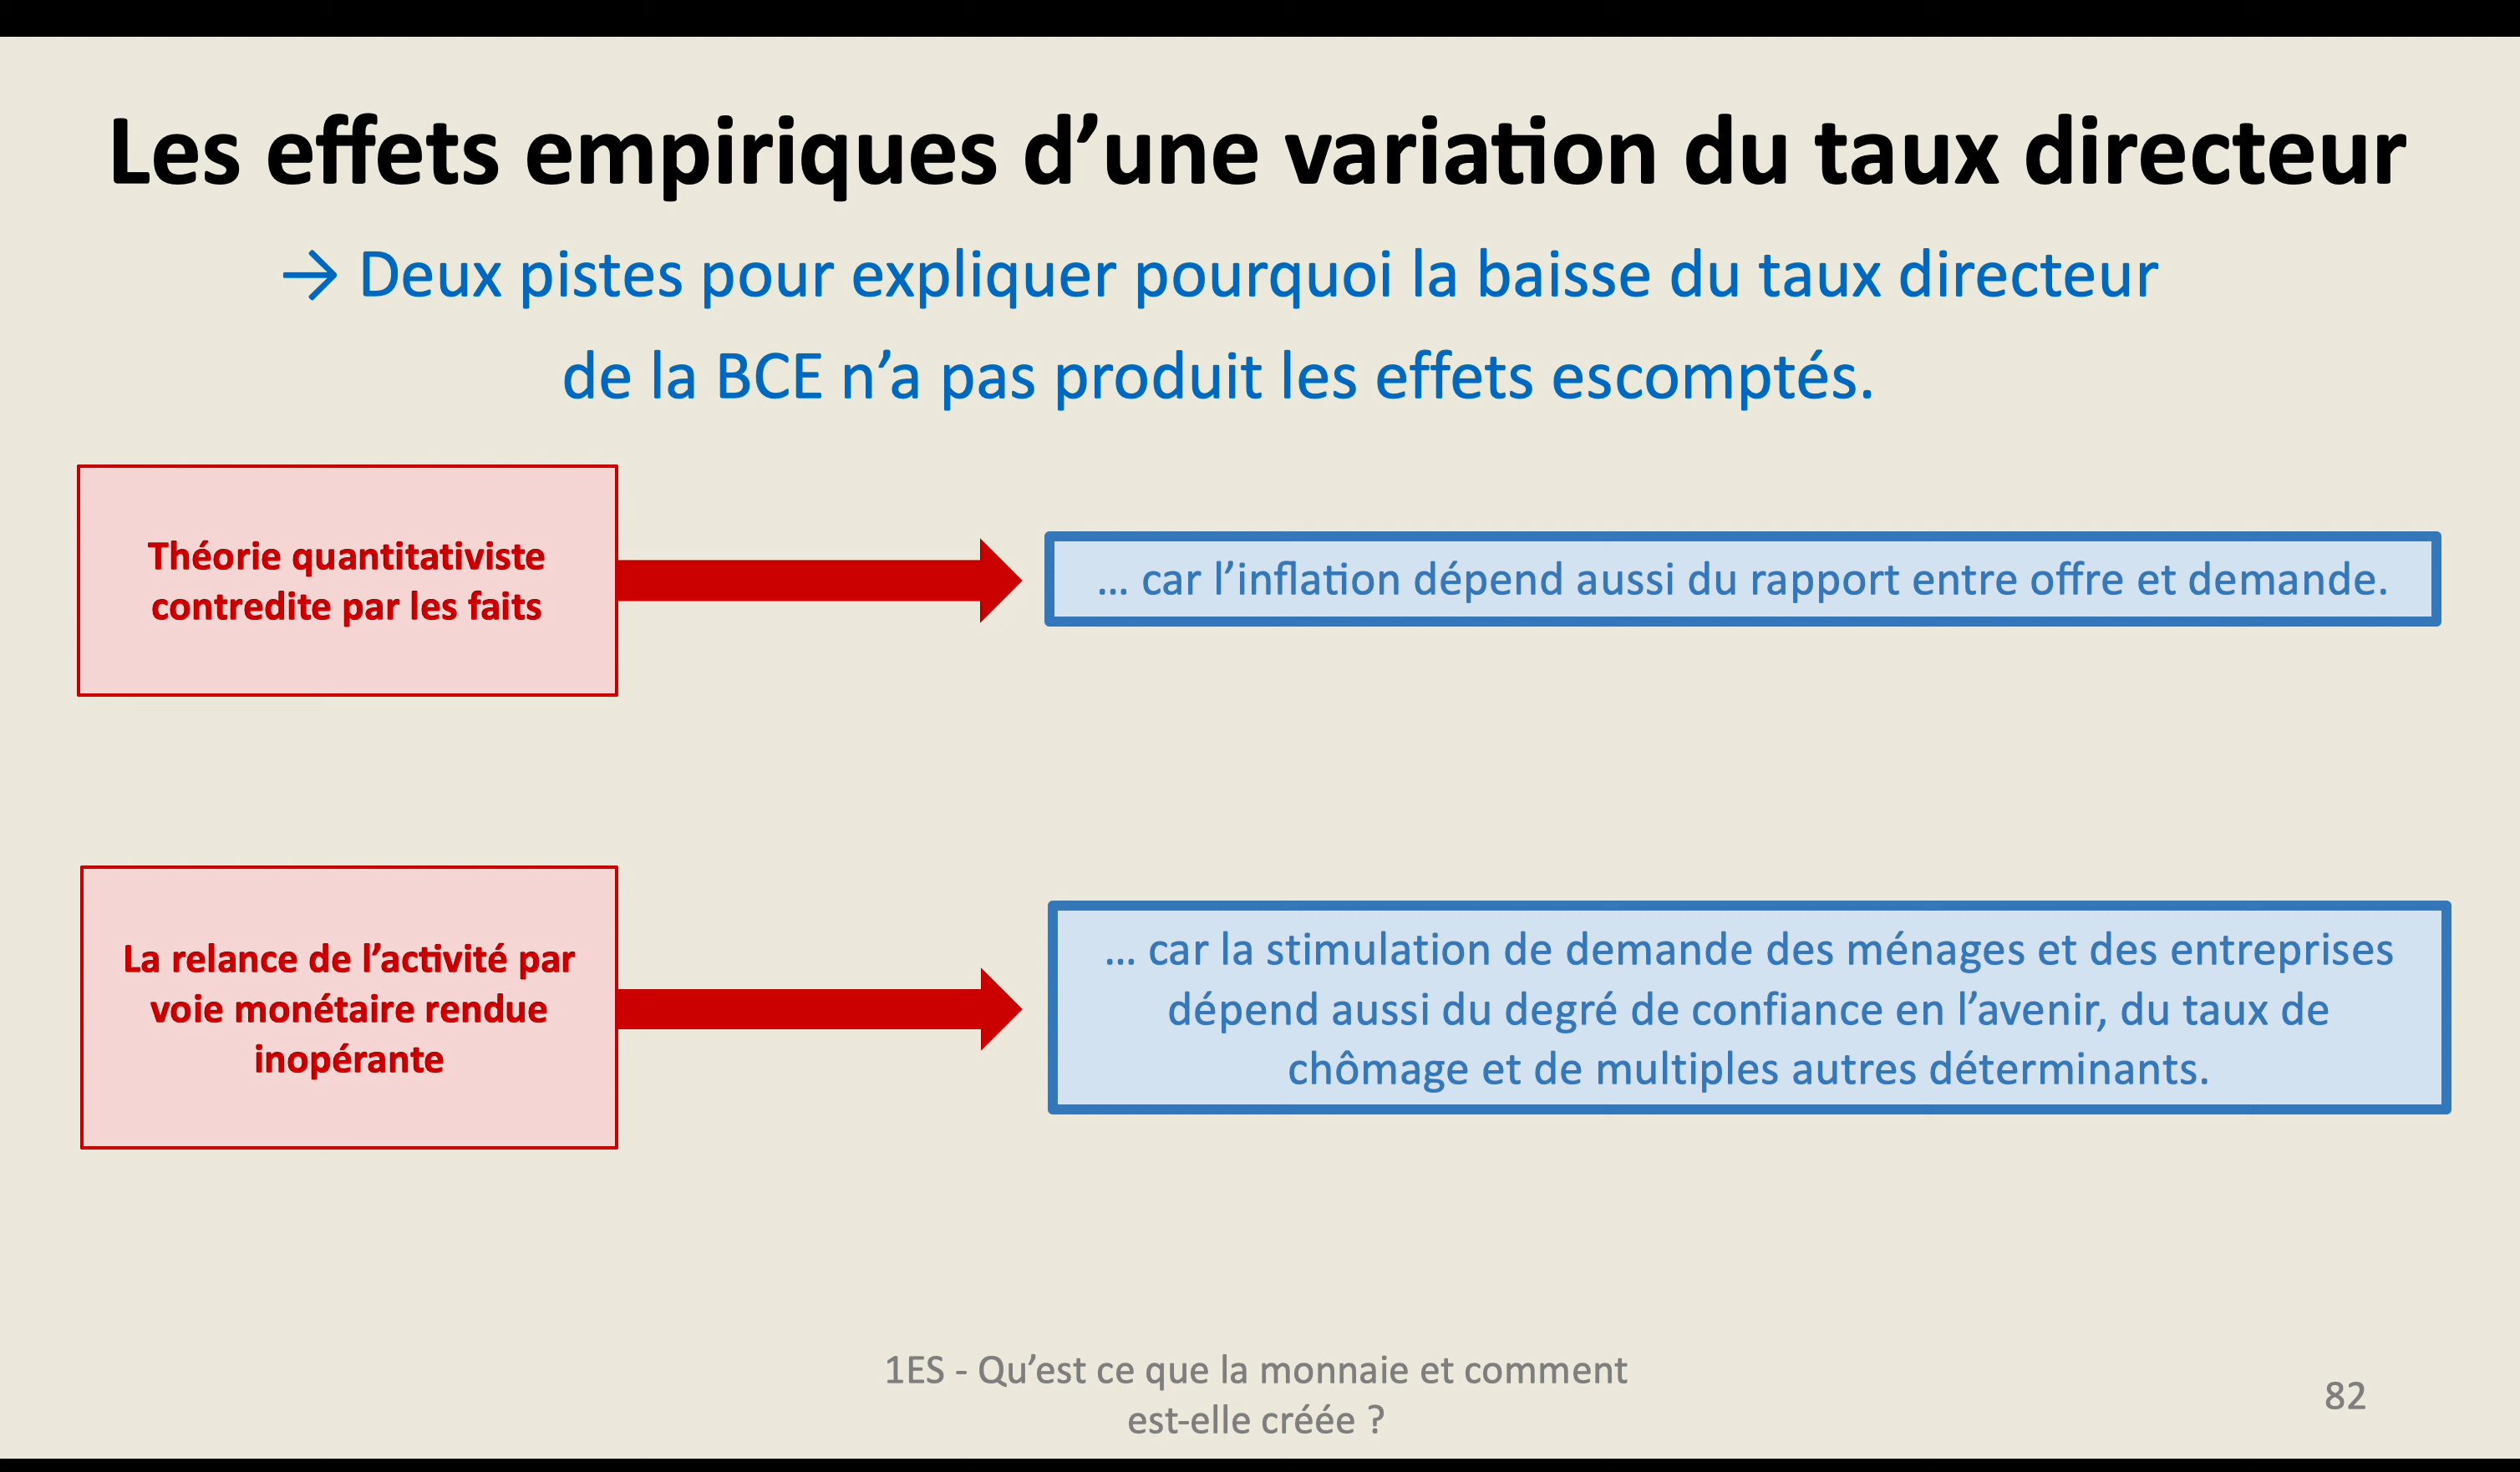 Les effets empiriques d’une variation du taux directeur
→ Deux pistes pour expliquer pourquoi la baisse du taux directeur
de la BCE n’a pas produit les effets escomptés.
Théorie quantitativiste
contredite par les faits
... car l’inflation dépend aussi du rapport entre offre et demande.
La relance de l’activité par
voie monétaire rendue
inopérante
... car la stimulation de demande des ménages et des entreprises
dépend aussi du degré de confiance en l’avenir, du taux de
chômage et de multiples autres déterminants.
1ES - Qu’est ce que la monnaie et comment
est-elle créée ?
82